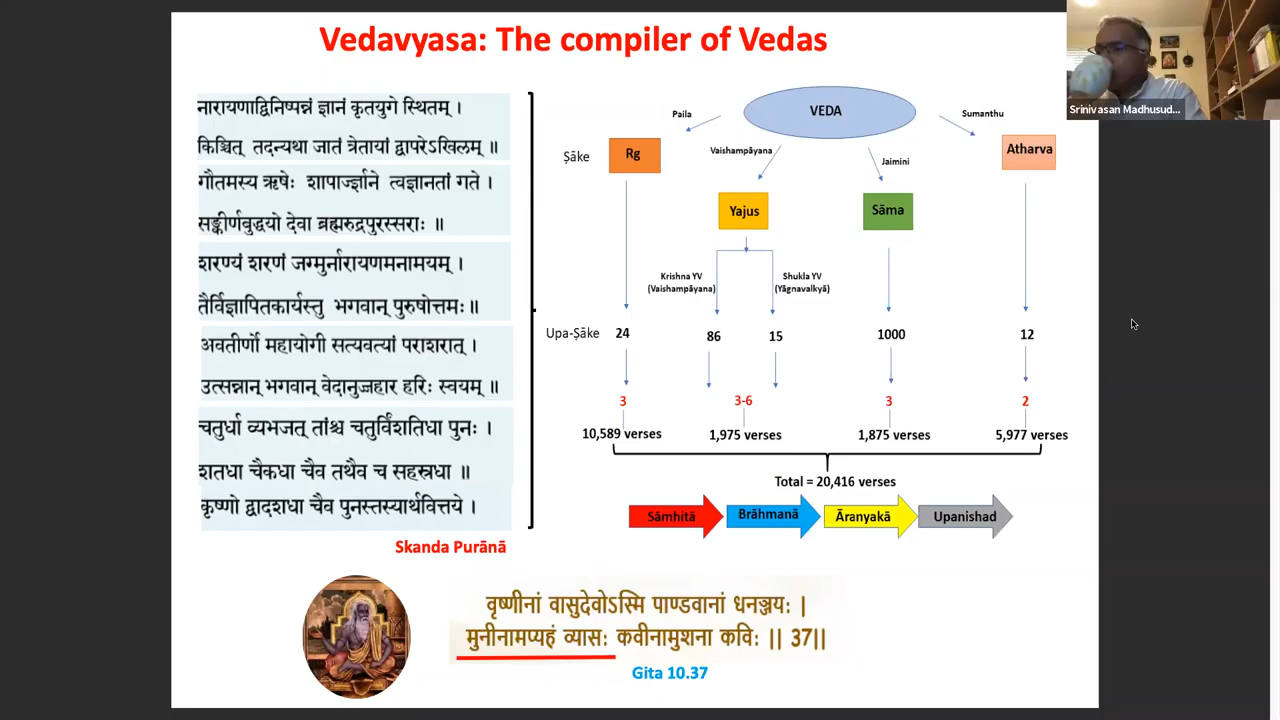 Vedavyasa: The compiler of Vedas
Srinivasan Madhusud...
नारायणाद्विनिष्पन्नं ज्ञानं कृतयुगे स्थितम् ।
किञ्चित् तदन्यथा जातं त्रेतायां द्वापरेऽखिलम् ॥
गौतमस्य ऋषेः शापाज्ज्ञाने त्वज्ञानतां गते ।
सङ्कीर्णबुद्धयो देवा ब्रह्मरुद्रपुरस्सराः ॥
शरण्यं शरणं जग्मुर्नारायणमनामयम् ।
तैर्विज्ञापितकार्यस्तु भगवान् पुरुषोत्तमः॥
अवतीर्णो महायोगी सत्यवत्यां पराशरात् ।
उत्सन्नान् भगवान् वेदानुज्जहार हरिः स्वयम् ॥
चतुर्धा व्यभजत् तांश्च चतुर्विंशतिधा पुनः ।
शतधा चैकधा चैव तथैव च सहस्रधा ॥
कृष्णो द्वादशधा चैव पुनस्तस्यार्थवित्तये ।
Skanda Purānā
VEDA
Paila
Sumanthu
Vaishampāyana
Jaimini
Ṣāke
Rg
Atharva
Yajus
Sāma
Krishna YV
(Vaishampāyana)
Shukla YV
(Yāgnavalkyā)
Upa-Ṣāke
24
86
15
1000
12
3
3-6
3
2
10,589 verses
1,975 verses
1,875 verses
5,977 verses
Total = 20,416 verses
Sāmhitā
Brāhmanā
Āranyakā
Upanishad
वृष्णीनां वासुदेवोऽस्मि पाण्डवानां धनञ्जय: |
मुनीनामप्यहं व्यास: कवीनामुशना कवि: || 37||
Gita 10.37